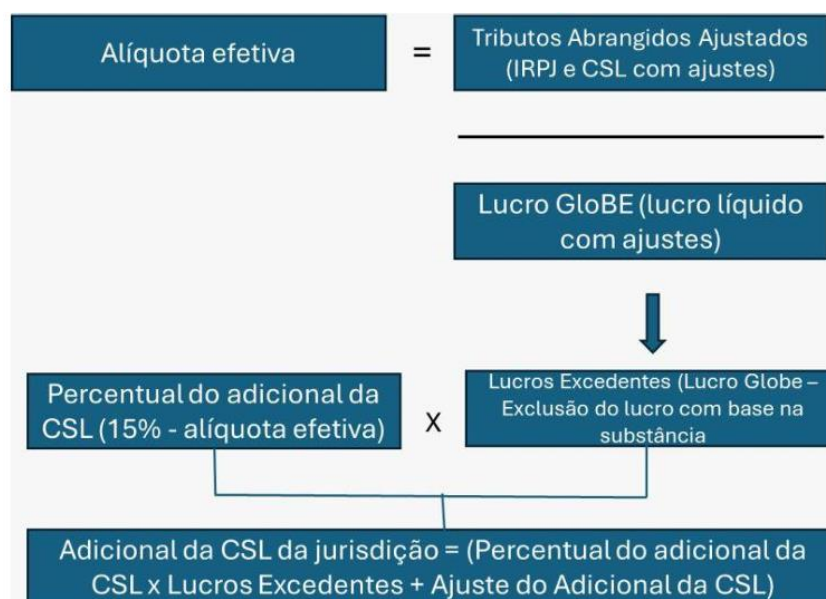 Alíquota efetiva
=
Tributos Abrangidos Ajustados
(IRPJ e CSL com ajustes)
Lucro GloBE (lucro líquido
com ajustes)
Percentual do adicional da
CSL (15% - alíquota efetiva)
X
Lucros Excedentes (Lucro Globe –
Exclusão do lucro com base na
substância
Adicional da CSL da jurisdição = (Percentual do adicional da
CSL x Lucros Excedentes + Ajuste do Adicional da CSL)